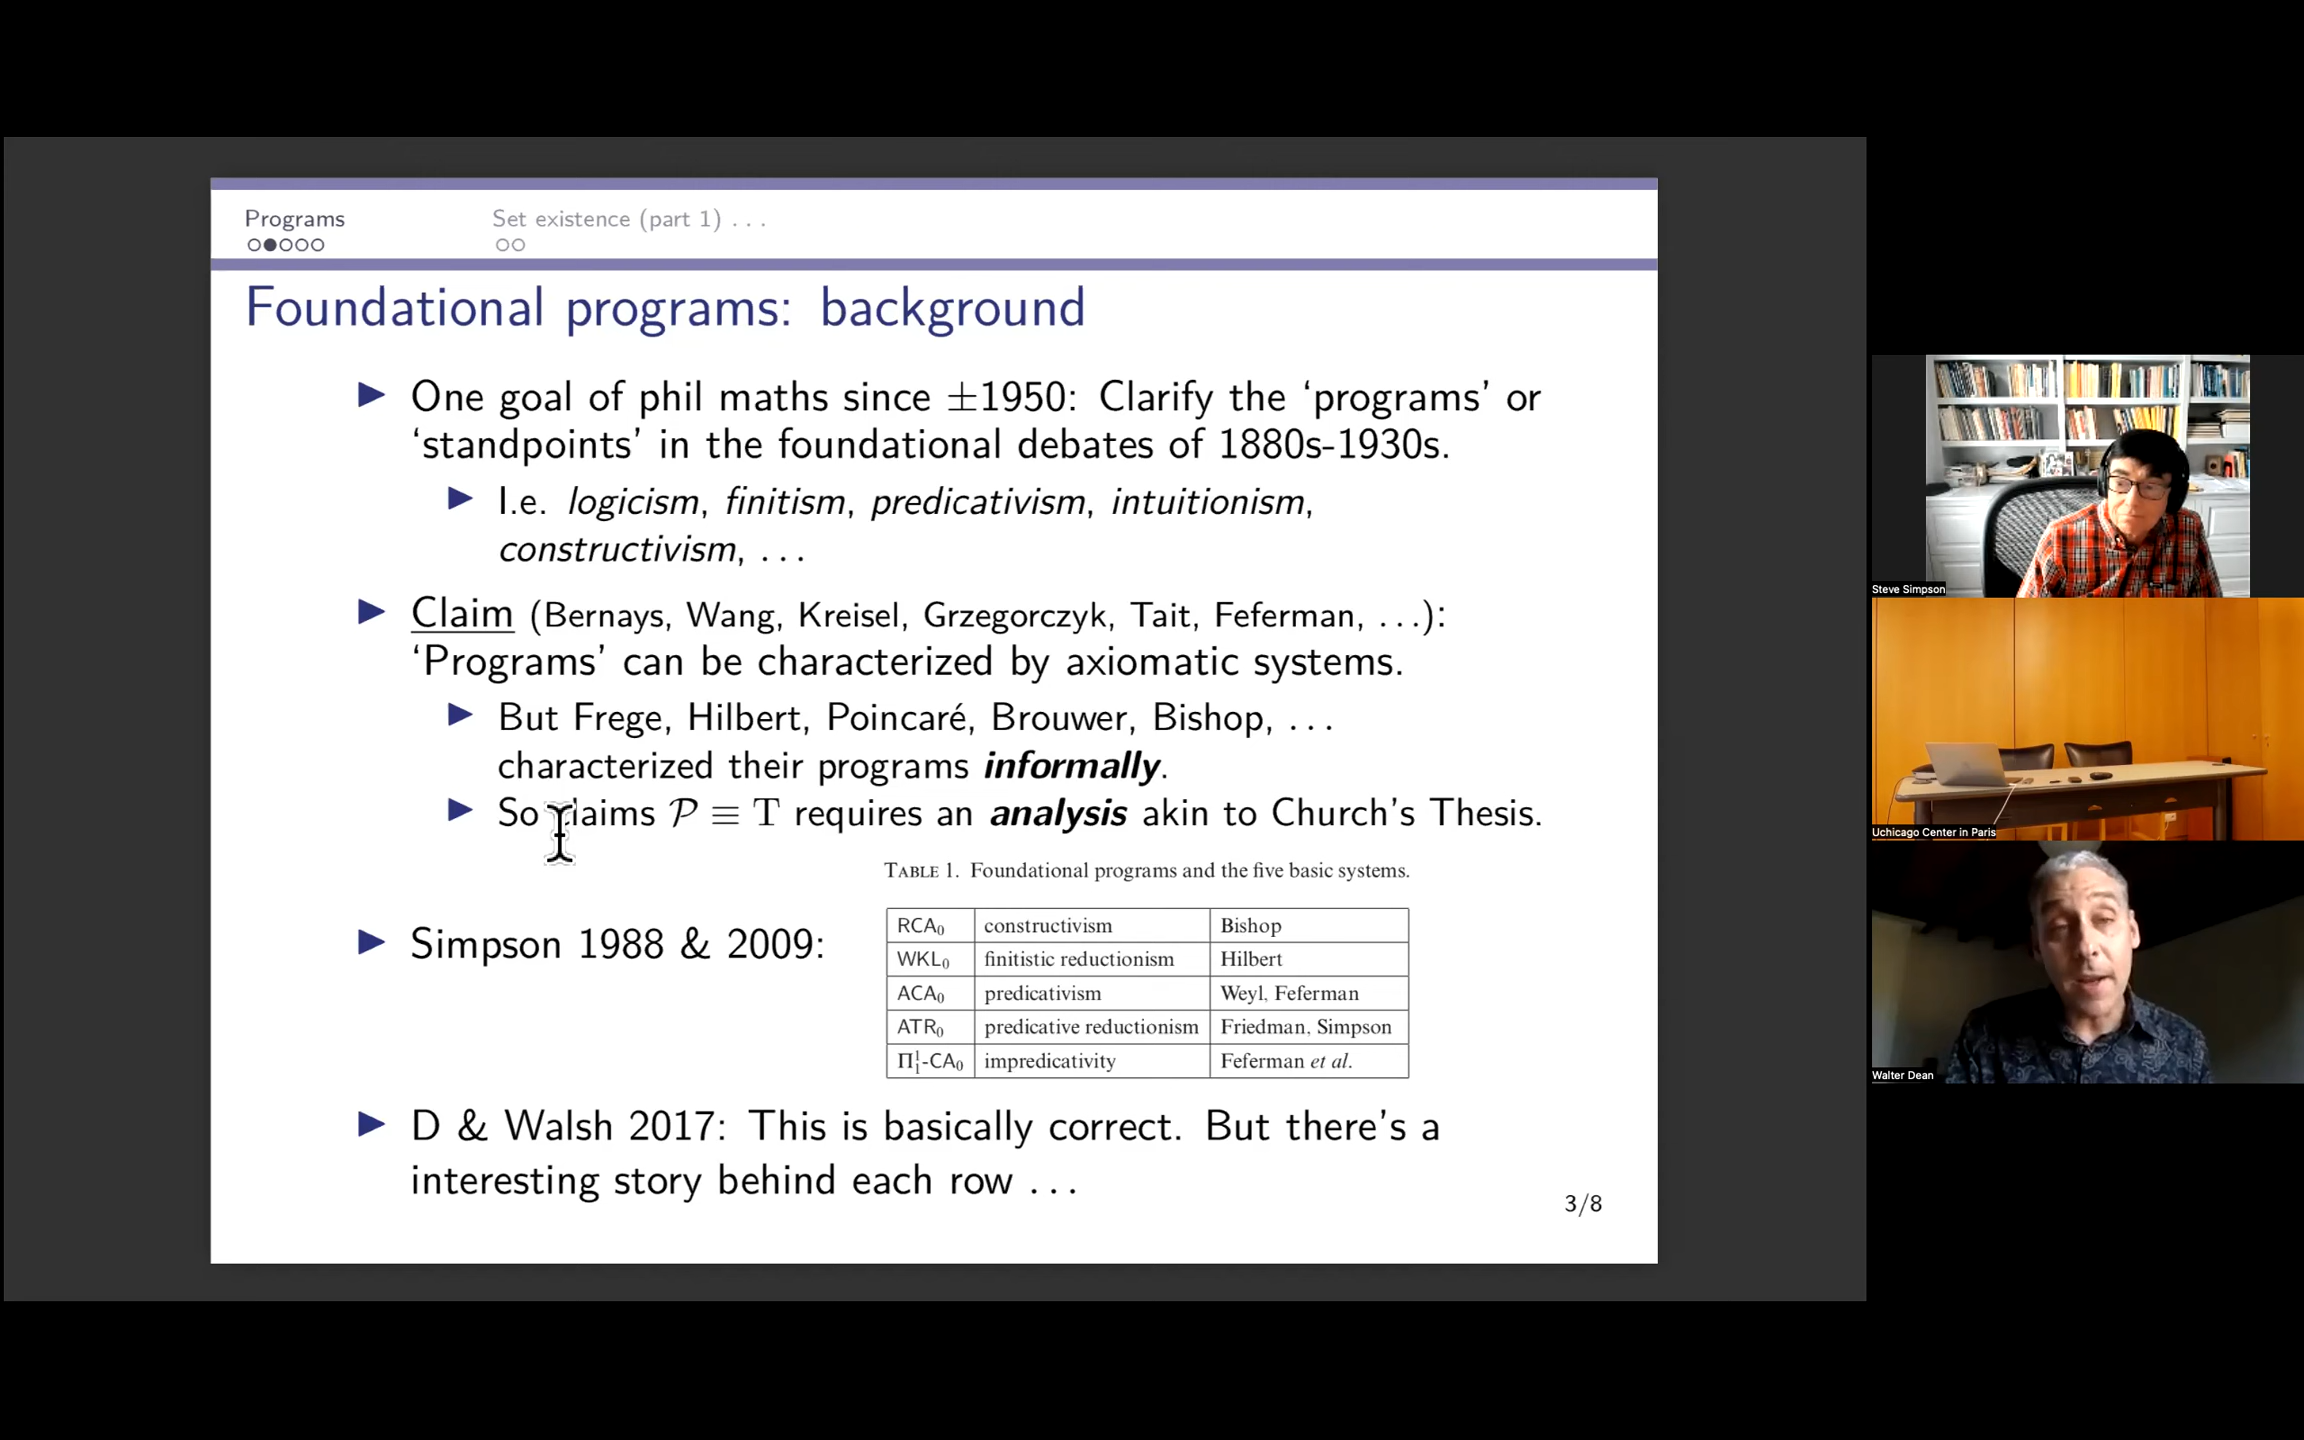 Programs
Set existence (part 1) . . .
Foundational programs: background
One goal of phil maths since ±1950: Clarify the ‘programs’ or
‘standpoints’ in the foundational debates of 1880s-1930s.
I.e. logicism, finitism, predicativism, intuitionism,
constructivism, . . .
Claim (Bernays, Wang, Kreisel, Grzegorczyk, Tait, Feferman, . . .):
‘Programs’ can be characterized by axiomatic systems.
But Frege, Hilbert, Poincaré, Brouwer, Bishop, . . .
characterized their programs informally.
So claims 𝒫 ≡ T requires an analysis akin to Church’s Thesis.
TABLE 1. Foundational programs and the five basic systems.
Simpson 1988 & 2009:
RCA₀ constructivism Bishop
WKL₀ finitistic reductionism Hilbert
ACA₀ predicativism Weyl, Feferman
ATR₀ predicative reductionism Friedman, Simpson
Π¹₁-CA₀ impredicativity Feferman et al.
D & Walsh 2017: This is basically correct. But there’s a
interesting story behind each row . . .
3/8
Steve Simpson
Uchicago Center in Paris
Walter Dean